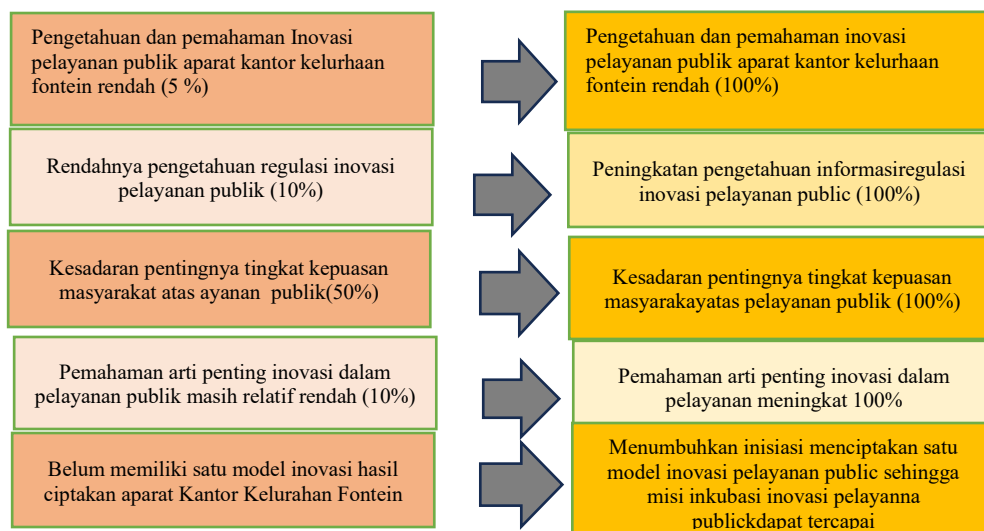 Pengetahuan dan pemahaman Inovasi
pelayanan publik aparat kantor kelurhaan
fontein rendah (5 %)
Pengetahuan dan pemahaman inovasi
pelayanan publik aparat kantor kelurhaan
fontein rendah (100%)
Rendahnya pengetahuan regulasi inovasi
pelayanan publik (10%)
Peningkatan pengetahuan informasiregulasi
inovasi pelayanan public (100%)
Kesadaran pentingnya tingkat kepuasan
masyarakat atas ayanan publik(50%)
Kesadaran pentingnya tingkat kepuasan
masyarakayatas pelayanan publik (100%)
Pemahaman arti penting inovasi dalam
pelayanan publik masih relatif rendah (10%)
Pemahaman arti penting inovasi dalam
pelayanan meningkat 100%
Belum memiliki satu model inovasi hasil
ciptakan aparat Kantor Kelurahan Fontein
Menumbuhkan inisiasi menciptakan satu
model inovasi pelayanan public sehingga
misi inkubasi inovasi pelayanna
publickdapat tercapai